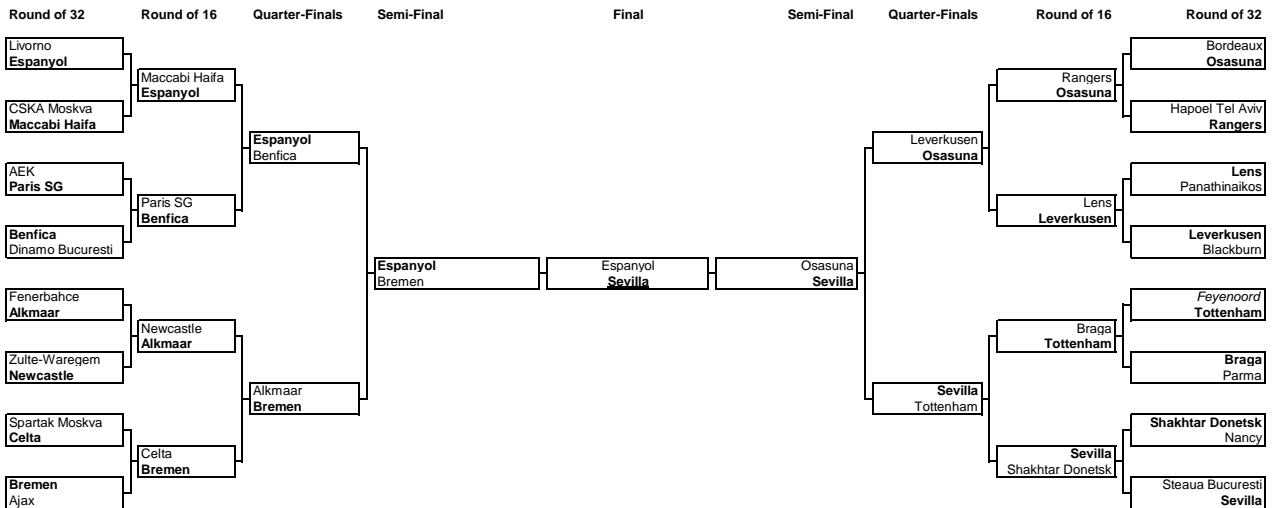 Round of 32
Round of 16
Quarter-Finals
Semi-Final
Final
Semi-Final
Quarter-Finals
Round of 16
Round of 32
Livorno
Espanyol
CSKA Moskva
Maccabi Haifa
AEK
Paris SG
Benfica
Dinamo Bucuresti
Fenerbahce
Alkmaar
Zulte-Waregem
Newcastle
Spartak Moskva
Celta
Bremen
Ajax
Maccabi Haifa
Espanyol
Paris SG
Benfica
Newcastle
Alkmaar
Celta
Bremen
Espanyol
Benfica
Alkmaar
Bremen
Espanyol
Bremen
Espanyol
Sevilla
Osasuna
Sevilla
Leverkusen
Osasuna
Sevilla
Tottenham
Rangers
Osasuna
Lens
Leverkusen
Braga
Tottenham
Sevilla
Shakhtar Donetsk
Bordeaux
Osasuna
Hapoel Tel Aviv
Rangers
Lens
Panathinaikos
Leverkusen
Blackburn
Feyenoord
Tottenham
Braga
Parma
Shakhtar Donetsk
Nancy
Steaua Bucuresti
Sevilla